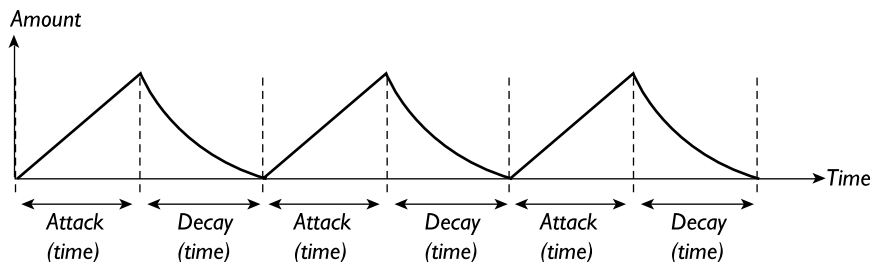 Amount
Time
Attack Decay Attack Decay Attack Decay
(time) (time) (time) (time) (time) (time)